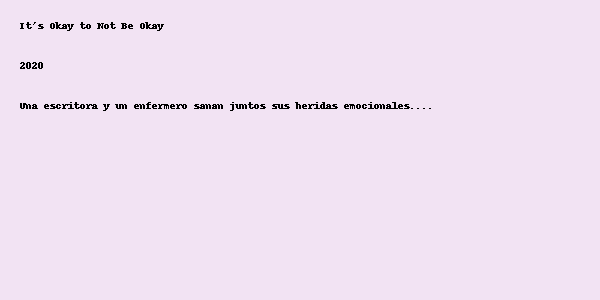 It's Okay to Not Be Okay
2020
Una escritora y un enfermero sanan juntos sus heridas emocionales....